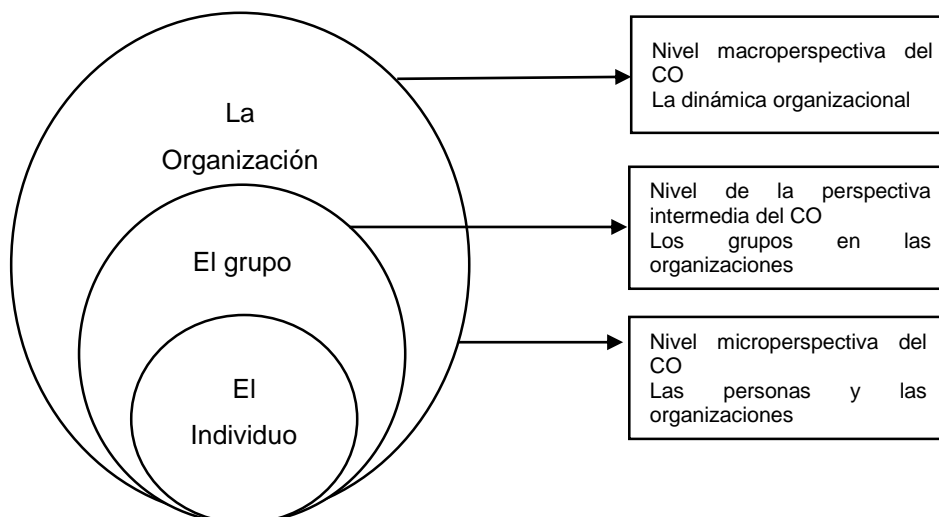 La
Organización
El grupo
El
Individuo
Nivel macroperspectiva del
CO
La dinámica organizacional
Nivel de la perspectiva
intermedia del CO
Los grupos en las
organizaciones
Nivel microperspectiva del
CO
Las personas y las
organizaciones